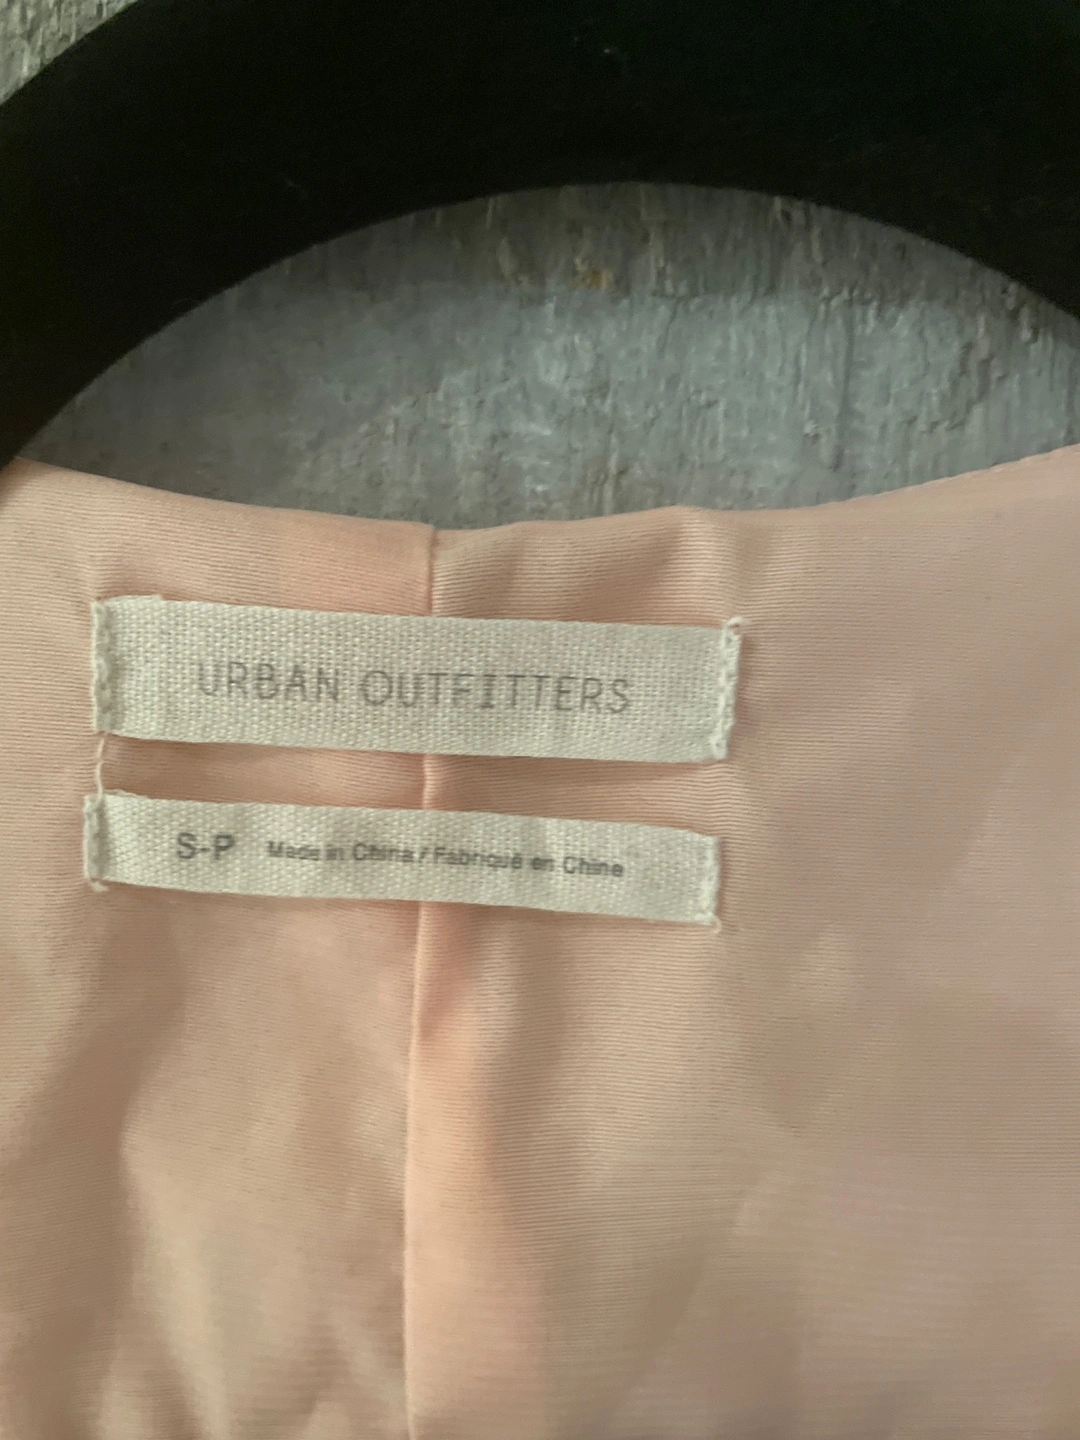 URBAN OUTFITTERS
S-P Made in China / Fabriqué en Chine